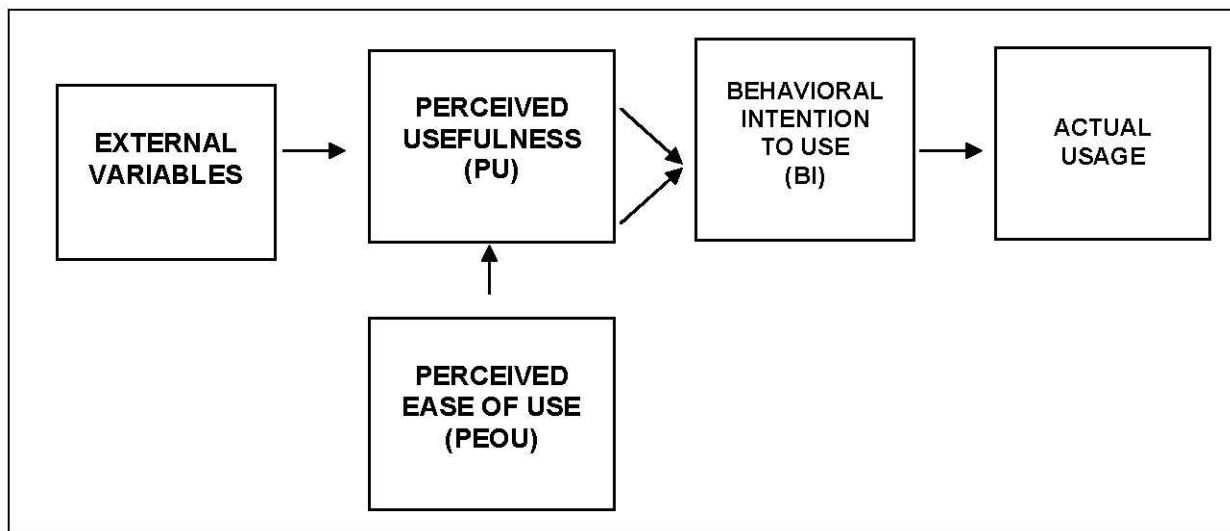 EXTERNAL
VARIABLES
PERCEIVED
USEFULNESS
(PU)
PERCEIVED
EASE OF USE
(PEOU)
BEHAVIORAL
INTENTION
TO USE
(BI)
ACTUAL
USAGE